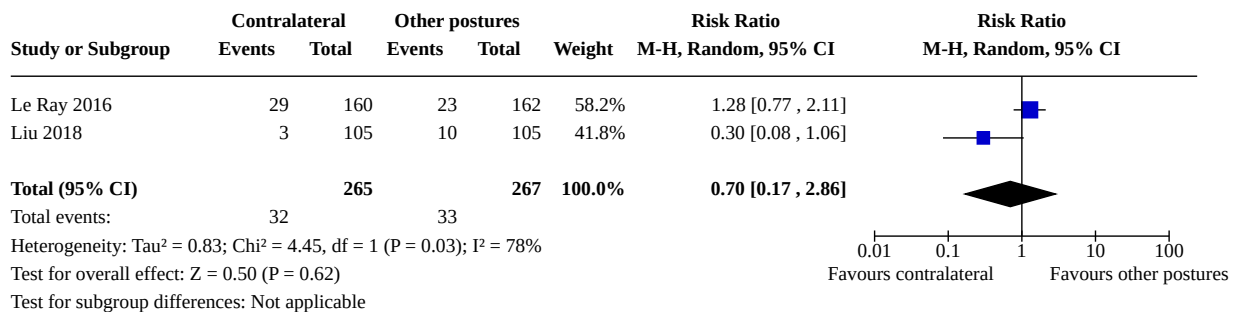 Contralateral Other postures Risk Ratio Risk Ratio
Study or Subgroup Events Total Events Total Weight M-H, Random, 95% CI M-H, Random, 95% CI
Le Ray 2016 29 160 23 162 58.2% 1.28 [0.77 , 2.11]
Liu 2018 3 105 10 105 41.8% 0.30 [0.08 , 1.06]
Total (95% CI) 265 267 100.0% 0.70 [0.17 , 2.86]
Total events: 32 33
Heterogeneity: Tau² = 0.83; Chi² = 4.45, df = 1 (P = 0.03); I² = 78%
0.01 0.1 1 10 100
Test for overall effect: Z = 0.50 (P = 0.62) Favours contralateral Favours other postures
Test for subgroup differences: Not applicable